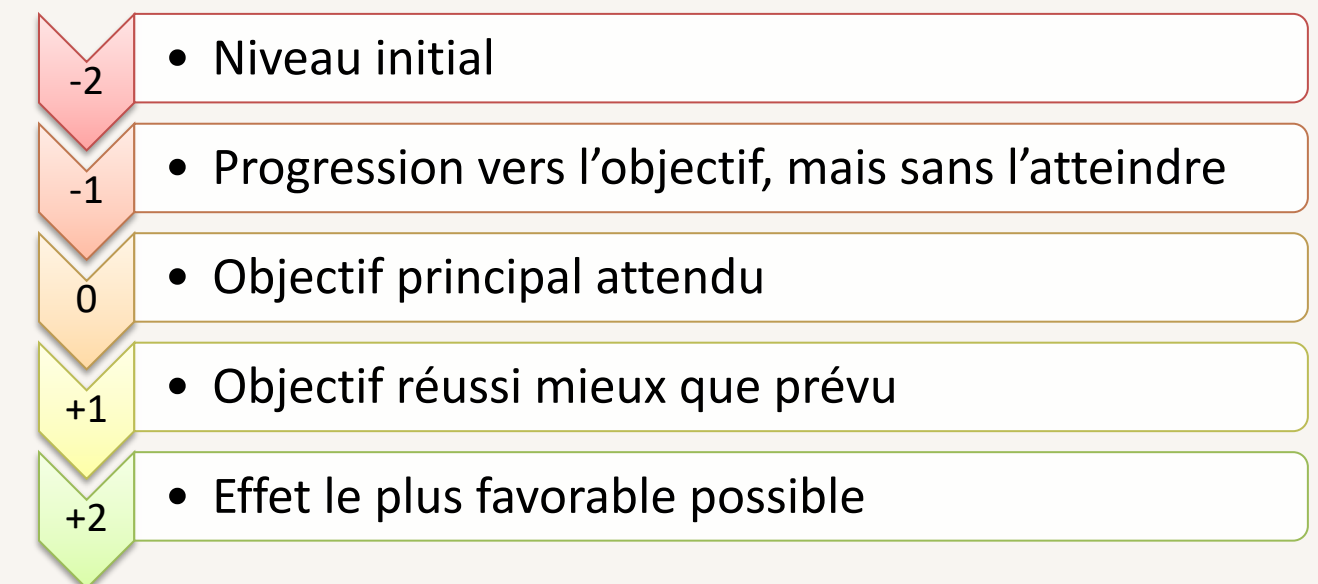 -2
• Niveau initial
-1
• Progression vers l’objectif, mais sans l’atteindre
0
• Objectif principal attendu
+1
• Objectif réussi mieux que prévu
+2
• Effet le plus favorable possible